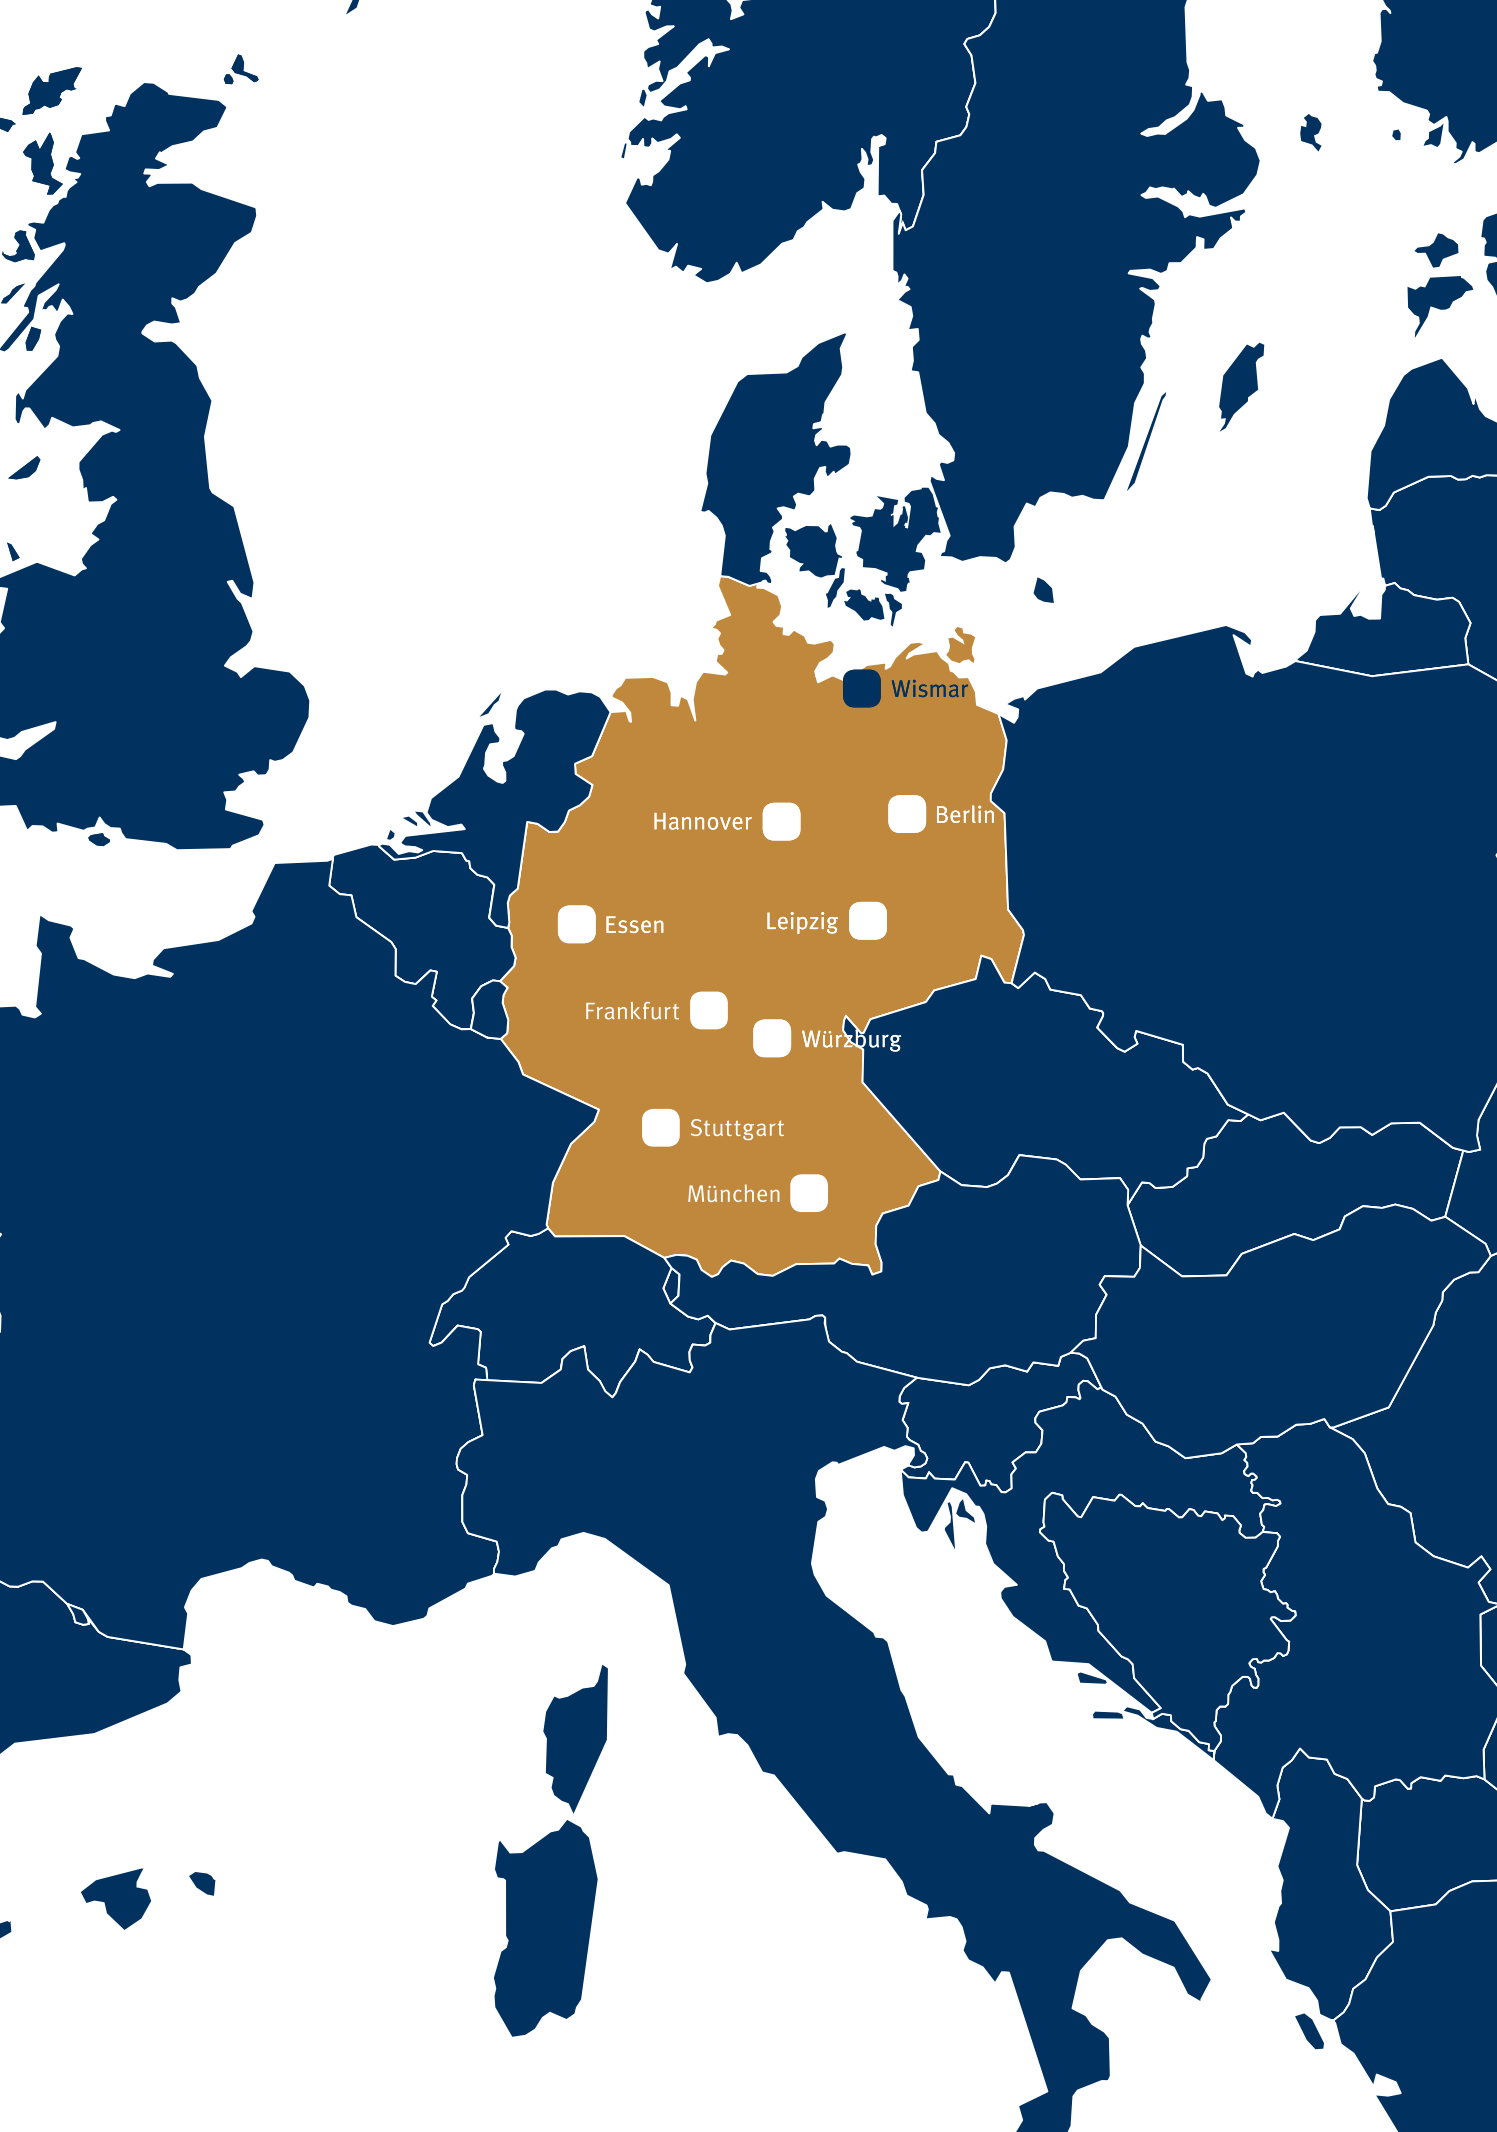 Wismar
Hannover
Berlin
Essen
Leipzig
Frankfurt
Würzburg
Stuttgart
München